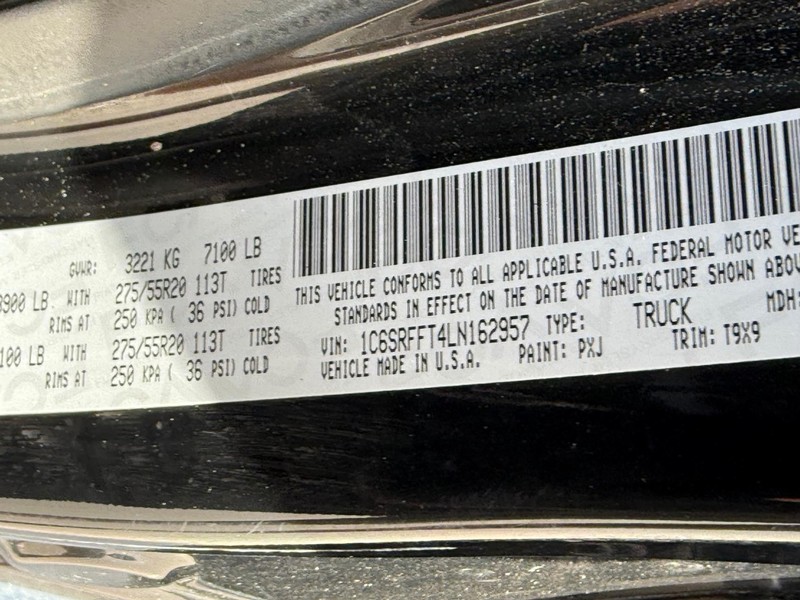 GVWR: 3221 KG 7100 LB
900 LB WITH 275/55R20 113T TIRES
RIMS AT 250 KPA ( 36 PSI) COLD
100 LB WITH 275/55R20 113T TIRES
RIMS AT 250 KPA ( 36 PSI) COLD
THIS VEHICLE CONFORMS TO ALL APPLICABLE U.S.A. FEDERAL MOTOR VE
STANDARDS IN EFFECT ON THE DATE OF MANUFACTURE SHOWN ABOV
VIN: 1C6SRFFT4LN162957 TYPE: TRUCK MDH:
VEHICLE MADE IN U.S.A. PAINT: PXJ TRIM: T9X9